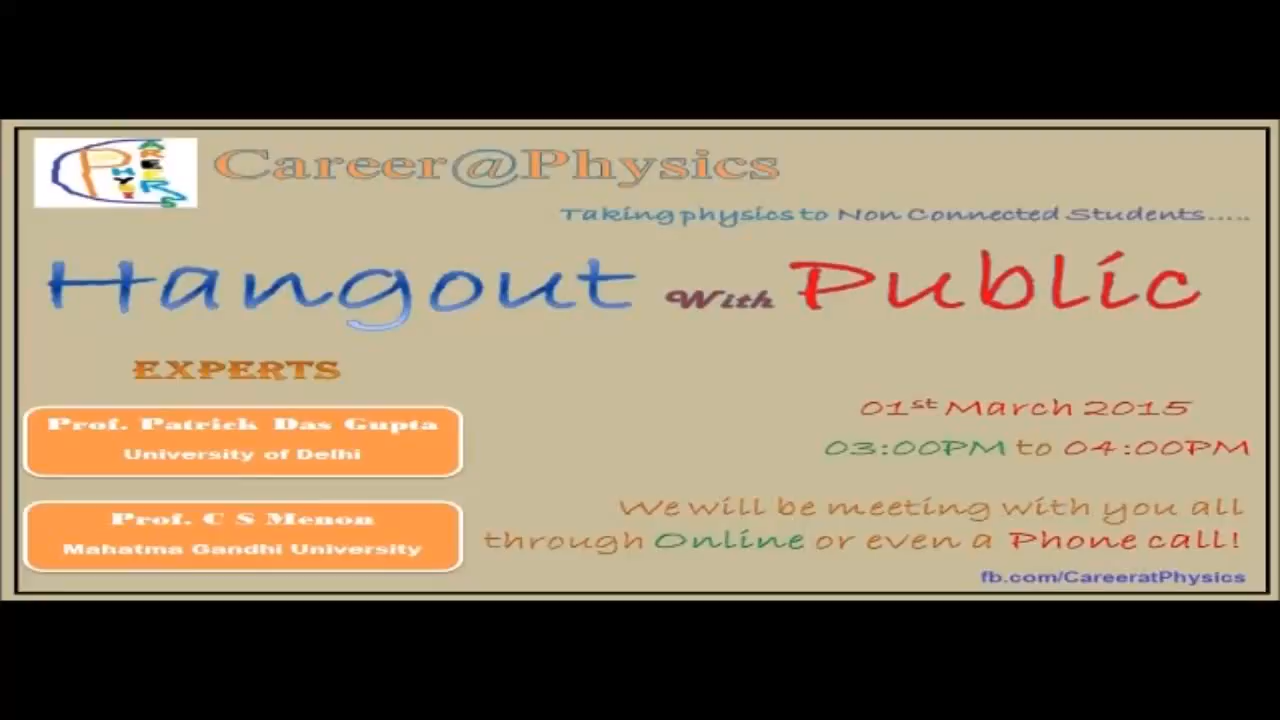 PHYSI
CAREERS
Career@Physics
Taking physics to Non Connected Students.....
Hangout With Public
EXPERTS
Prof. Patrick Das Gupta
University of Delhi
Prof. C S Menon
Mahatma Gandhi University
01st March 2015
03:00PM to 04:00PM
We will be meeting with you all
through Online or even a Phone call!
fb.com/CareeratPhysics